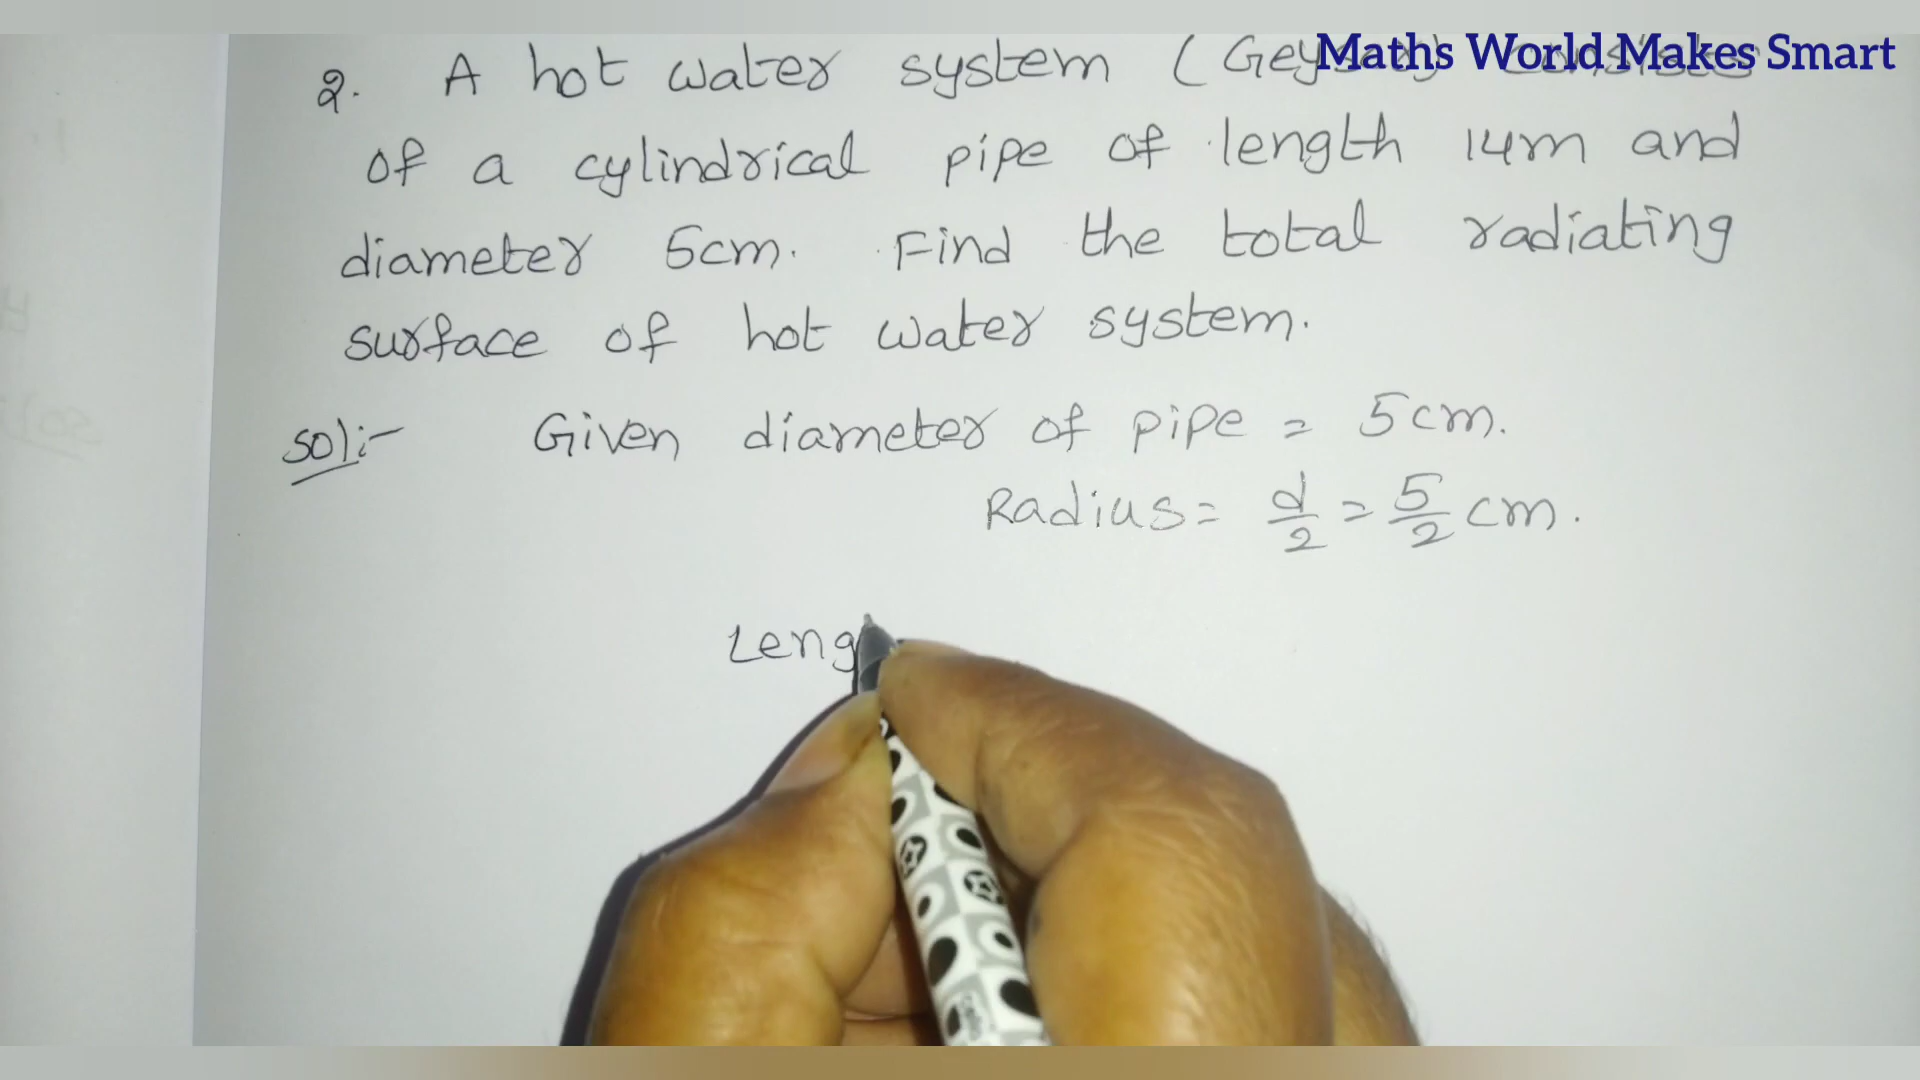 Maths World Makes Smart
2. A hot water system (Geyser) consists
of a cylindrical pipe of length 14m and
diameter 5cm. Find the total radiating
surface of hot water system.
Sol:- Given diameter of pipe = 5cm.
Radius = d/2 = 5/2 cm.
Leng